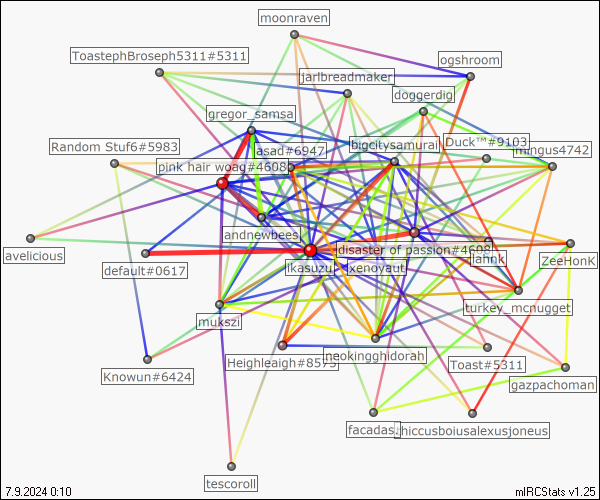 moonraven
ToastephBroseph5311#5311
ogshroom
jarlbreadmaker
doggerdig
gregor_samsa
Duck™#9103
Random Stuf6#5983
asad#6947
bigcitysamurai
mingus4742
pink hair woag#4608
andnewbees
disaster of passion#4608
avelicious
default#0617
ikasuzu
xenoyaut
lahnk
ZeeHonK
mukszi
turkey_mcnugget
Heighleaigh#8575
neokingghidorah
Toast#5311
Knowun#6424
gazpachoman
facadas
hiccusboiusalexusjoneus
tescoroll
7.9.2024 0:10
mIRCStats v1.25